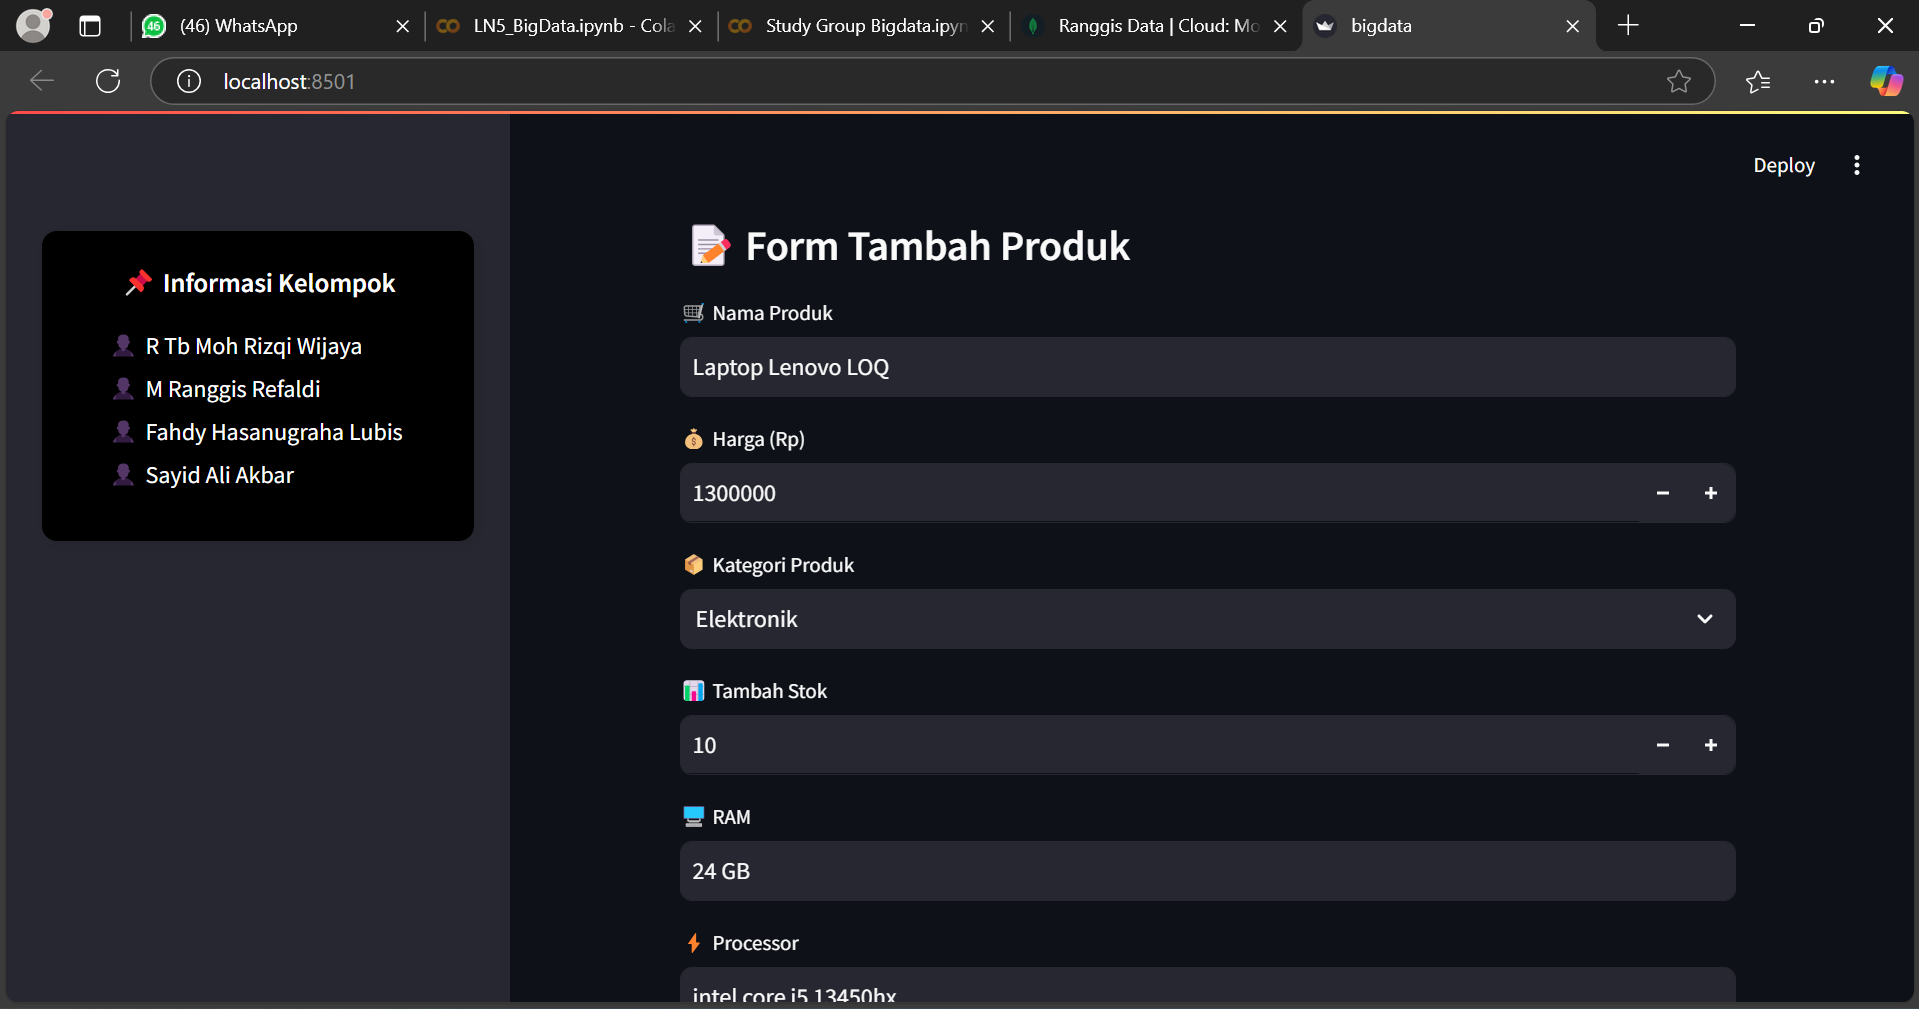 (46) WhatsApp
LN5_BigData.ipynb - Cola
Study Group Bigdata.ipyn
Ranggis Data | Cloud: Mo
bigdata
localhost:8501
Deploy
📌 Informasi Kelompok
👤 R Tb Moh Rizqi Wijaya
👤 M Ranggis Refaldi
👤 Fahdy Hasanugraha Lubis
👤 Sayid Ali Akbar
📝 Form Tambah Produk
🛒 Nama Produk
Laptop Lenovo LOQ
💰 Harga (Rp)
1300000
📦 Kategori Produk
Elektronik
📊 Tambah Stok
10
🖥️ RAM
24 GB
⚡ Processor
intel core i5 13450hx